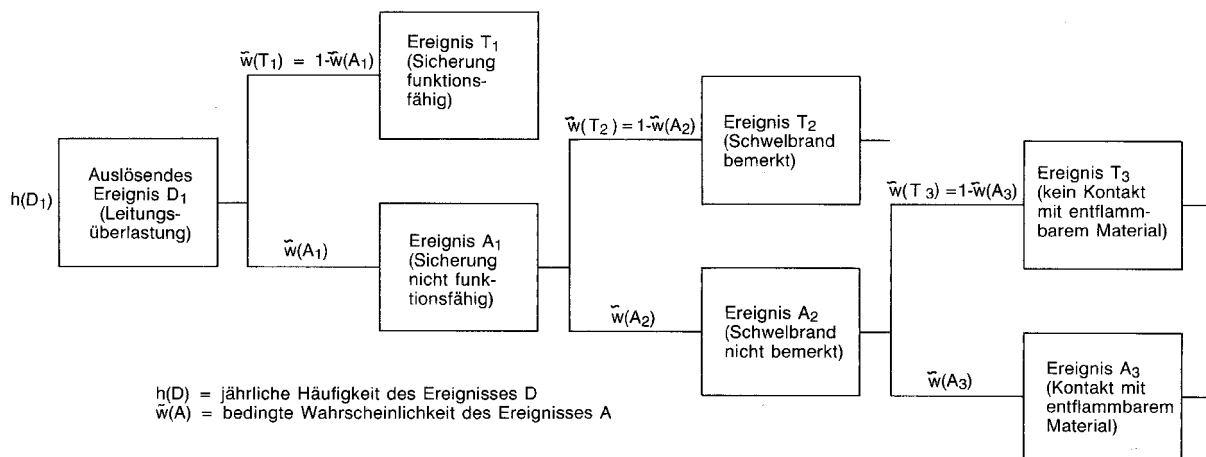 h(D₁)
Auslösendes
Ereignis D₁
(Leitungs-
überlastung)
w̃(T₁) = 1-w̃(A₁)
Ereignis T₁
(Sicherung
funktions-
fähig)
w̃(A₁)
Ereignis A₁
(Sicherung
nicht funk-
tionsfähig)
w̃(T₂) = 1-w̃(A₂)
Ereignis T₂
(Schwelbrand
bemerkt)
w̃(A₂)
Ereignis A₂
(Schwelbrand
nicht bemerkt)
w̃(T₃) = 1-w̃(A₃)
Ereignis T₃
(kein Kontakt
mit entflamm-
barem Material)
w̃(A₃)
Ereignis A₃
(Kontakt mit
entflammbarem
Material)
h(D) = jährliche Häufigkeit des Ereignisses D
w̃(A) = bedingte Wahrscheinlichkeit des Ereignisses A